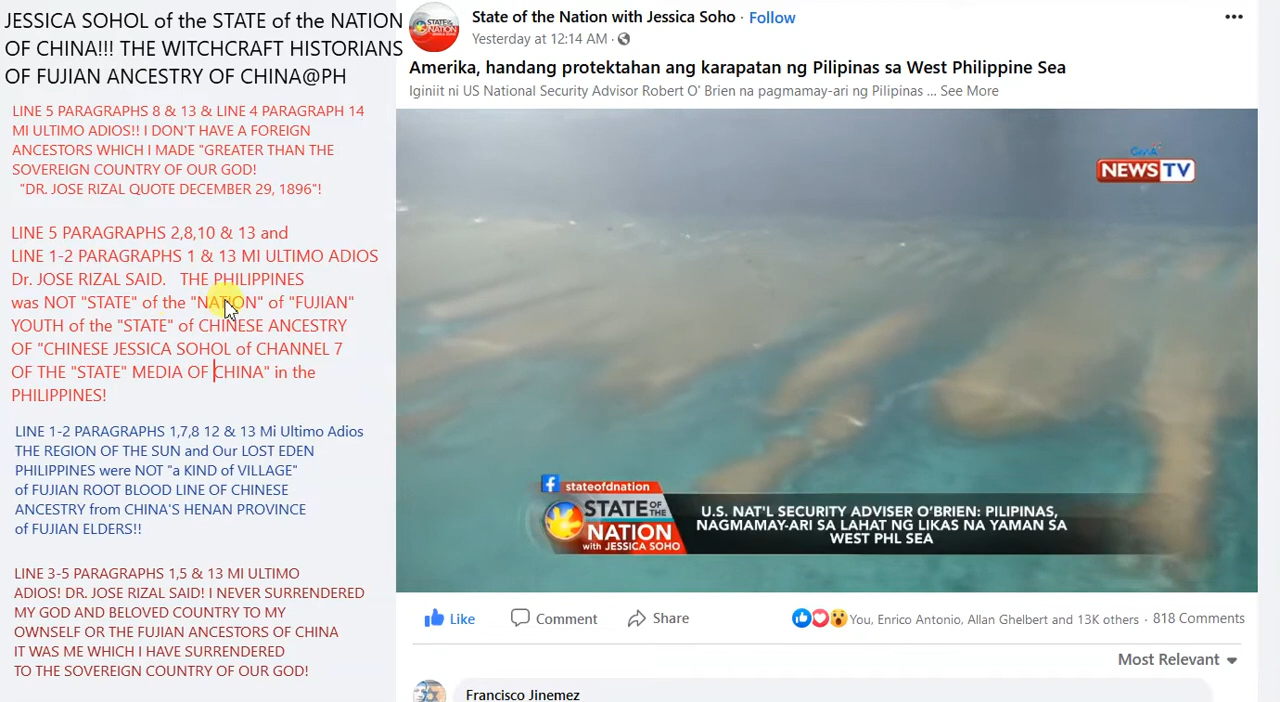 JESSICA SOHOL of the STATE of the NATION
OF CHINA!!! THE WITCHCRAFT HISTORIANS
OF FUJIAN ANCESTRY OF CHINA@PH
LINE 5 PARAGRAPHS 8 & 13 & LINE 4 PARAGRAPH 14
MI ULTIMO ADIOS!! I DON'T HAVE A FOREIGN
ANCESTORS WHICH I MADE "GREATER THAN THE
SOVEREIGN COUNTRY OF OUR GOD!
"DR. JOSE RIZAL QUOTE DECEMBER 29, 1896"!
LINE 5 PARAGRAPHS 2,8,10 & 13 and
LINE 1-2 PARAGRAPHS 1 & 13 MI ULTIMO ADIOS
Dr. JOSE RIZAL SAID. THE PHILIPPINES
was NOT "STATE" of the "NATION" of "FUJIAN"
YOUTH of the "STATE" of CHINESE ANCESTRY
OF "CHINESE JESSICA SOHOL of CHANNEL 7
OF THE "STATE" MEDIA OF CHINA" in the
PHILIPPINES!
LINE 1-2 PARAGRAPHS 1,7,8 12 & 13 Mi Ultimo Adios
THE REGION OF THE SUN and Our LOST EDEN
PHILIPPINES were NOT "a KIND of VILLAGE"
of FUJIAN ROOT BLOOD LINE OF CHINESE
ANCESTRY from CHINA'S HENAN PROVINCE
of FUJIAN ELDERS!!
LINE 3-5 PARAGRAPHS 1,5 & 13 MI ULTIMO
ADIOS! DR. JOSE RIZAL SAID! I NEVER SURRENDERED
MY GOD AND BELOVED COUNTRY TO MY
OWNSELF OR THE FUJIAN ANCESTORS OF CHINA
IT WAS ME WHICH I HAVE SURRENDERED
TO THE SOVEREIGN COUNTRY OF OUR GOD!
State of the Nation with Jessica Soho · Follow
Yesterday at 12:14 AM ·
Amerika, handang protektahan ang karapatan ng Pilipinas sa West Philippine Sea
Iginiit ni US National Security Advisor Robert O' Brien na pagmamay-ari ng Pilipinas ... See More
GMA
NEWS TV
stateofdnation
STATE OF THE
NATION
with JESSICA SOHO
U.S. NAT'L SECURITY ADVISER O'BRIEN: PILIPINAS,
NAGMAMAY-ARI SA LAHAT NG LIKAS NA YAMAN SA
WEST PHL SEA
Like Comment Share
You, Enrico Antonio, Allan Ghelbert and 13K others · 818 Comments
Most Relevant
Francisco Jinemez